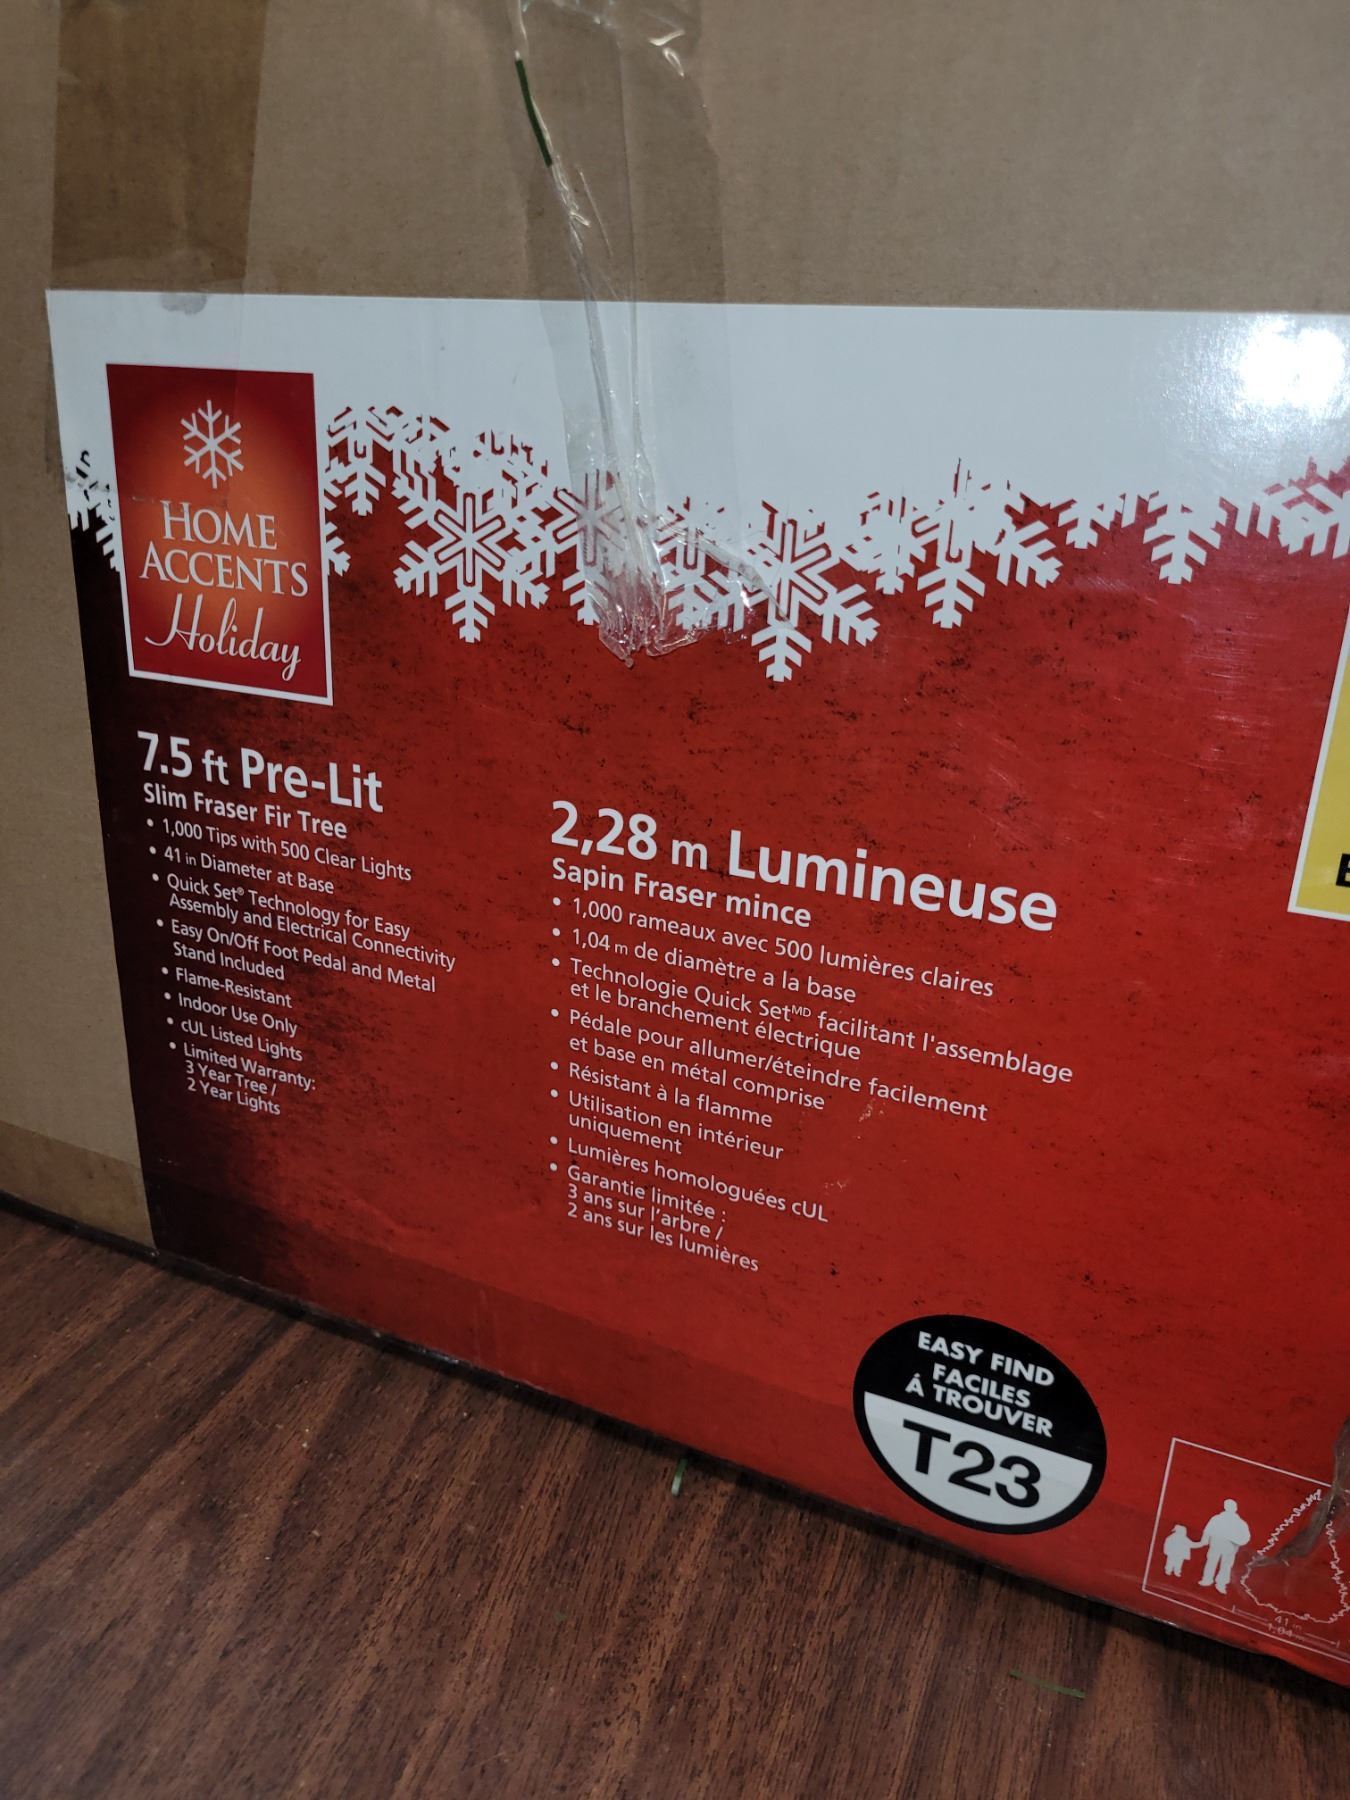 HOME
ACCENTS
Holiday
7.5 ft Pre-Lit
Slim Fraser Fir Tree
• 1,000 Tips with 500 Clear Lights
• 41 in Diameter at Base
• Quick Set® Technology for Easy
Assembly and Electrical Connectivity
• Easy On/Off Foot Pedal and Metal
Stand Included
• Flame-Resistant
• Indoor Use Only
• cUL Listed Lights
• Limited Warranty:
3 Year Tree /
2 Year Lights
2,28 m Lumineuse
Sapin Fraser mince
• 1,000 rameaux avec 500 lumières claires
• 1,04 m de diamètre a la base
• Technologie Quick Set MD facilitant l'assemblage
et le branchement électrique
• Pédale pour allumer/éteindre facilement
et base en métal comprise
• Résistant à la flamme
• Utilisation en intérieur
uniquement
• Lumières homologuées cUL
• Garantie limitée :
3 ans sur l'arbre /
2 ans sur les lumières
EASY FIND
FACILES
Á TROUVER
T23
41 in
1.04 m